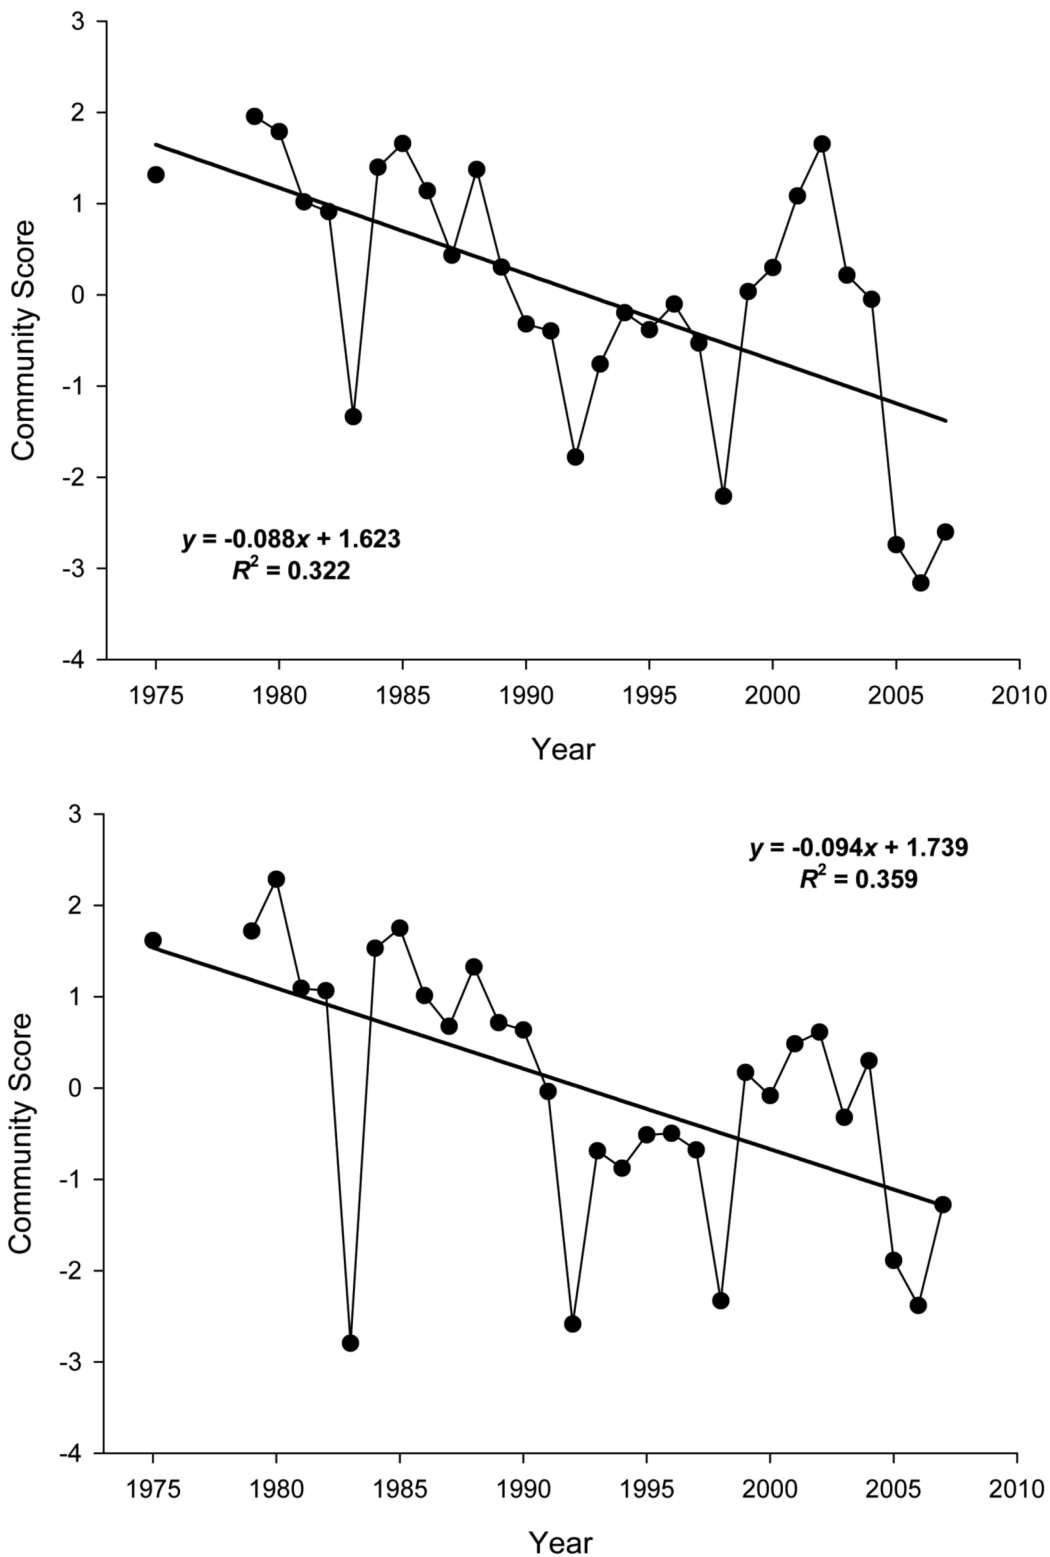 3
2
1
0
-1
-2
-3
-4
Community Score
y = -0.088x + 1.623
R² = 0.322
1975 1980 1985 1990 1995 2000 2005 2010
Year
3
2
1
0
-1
-2
-3
-4
Community Score
y = -0.094x + 1.739
R² = 0.359
1975 1980 1985 1990 1995 2000 2005 2010
Year